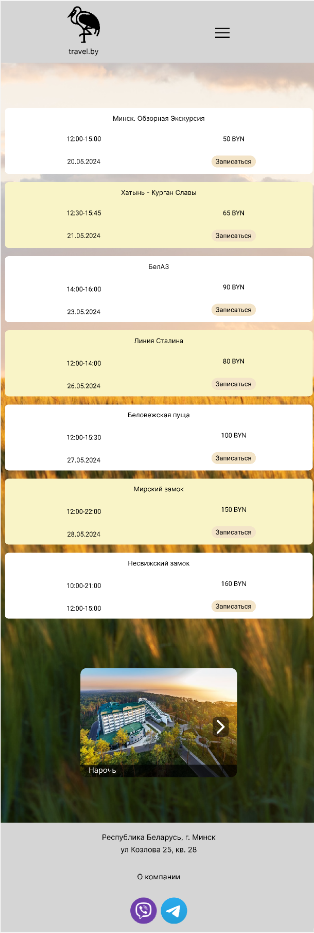 travel.by
Минск. Обзорная Экскурсия
12:00-15:00 50 BYN
20.05.2024 Записаться
Хатынь - Курган Славы
12:30-15:45 65 BYN
21.05.2024 Записаться
БелАЗ
14:00-16:00 90 BYN
23.05.2024 Записаться
Линия Сталина
12:00-14:00 80 BYN
26.05.2024 Записаться
Беловежская пуща
12:00-15:30 100 BYN
27.05.2024 Записаться
Мирский замок
12:00-22:00 150 BYN
28.05.2024 Записаться
Несвижский замок
10:00-21:00 160 BYN
12:00-15:00 Записаться
Нарочь
Республика Беларусь. г. Минск
ул Козлова 25, кв. 28
О компании